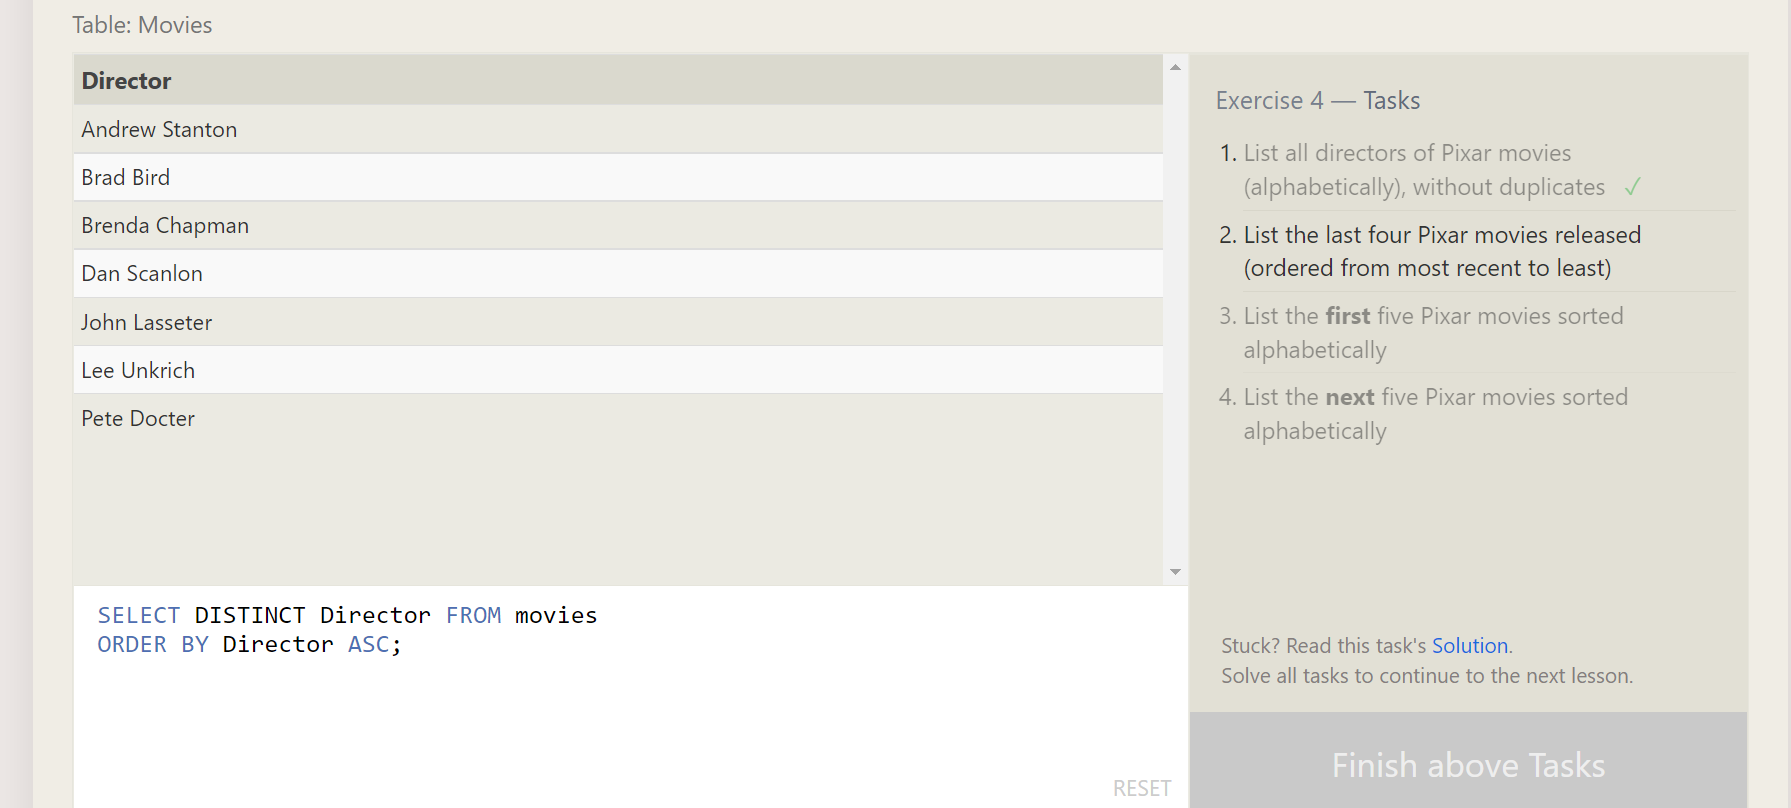 Table: Movies
Director
Andrew Stanton
Brad Bird
Brenda Chapman
Dan Scanlon
John Lasseter
Lee Unkrich
Pete Docter
SELECT DISTINCT Director FROM movies
ORDER BY Director ASC;
RESET
Exercise 4 — Tasks
1. List all directors of Pixar movies
(alphabetically), without duplicates ✓
2. List the last four Pixar movies released
(ordered from most recent to least)
3. List the first five Pixar movies sorted
alphabetically
4. List the next five Pixar movies sorted
alphabetically
Stuck? Read this task's Solution.
Solve all tasks to continue to the next lesson.
Finish above Tasks